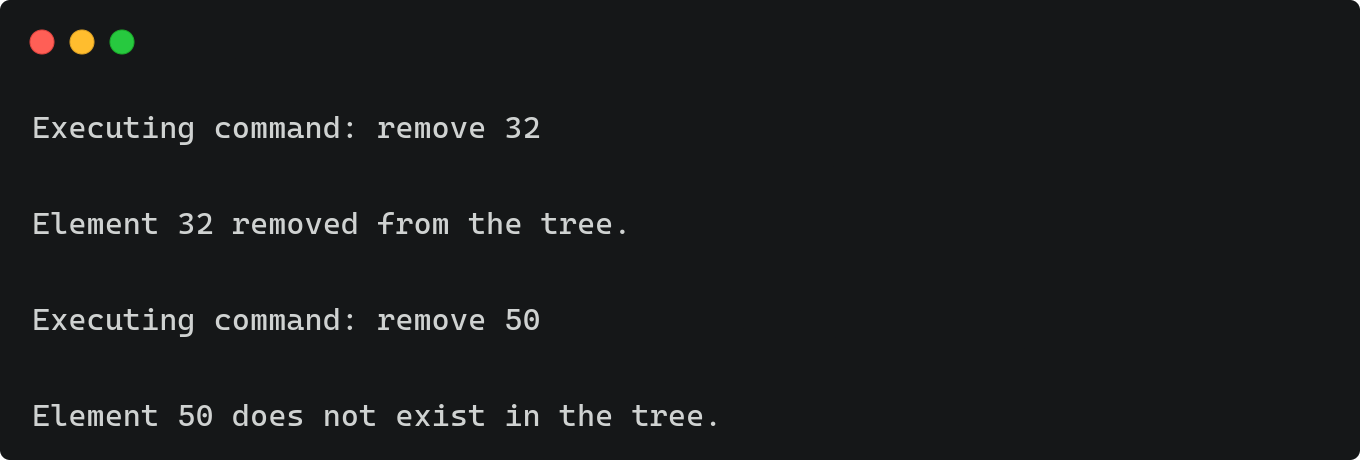 Executing command: remove 32
Element 32 removed from the tree.
Executing command: remove 50
Element 50 does not exist in the tree.